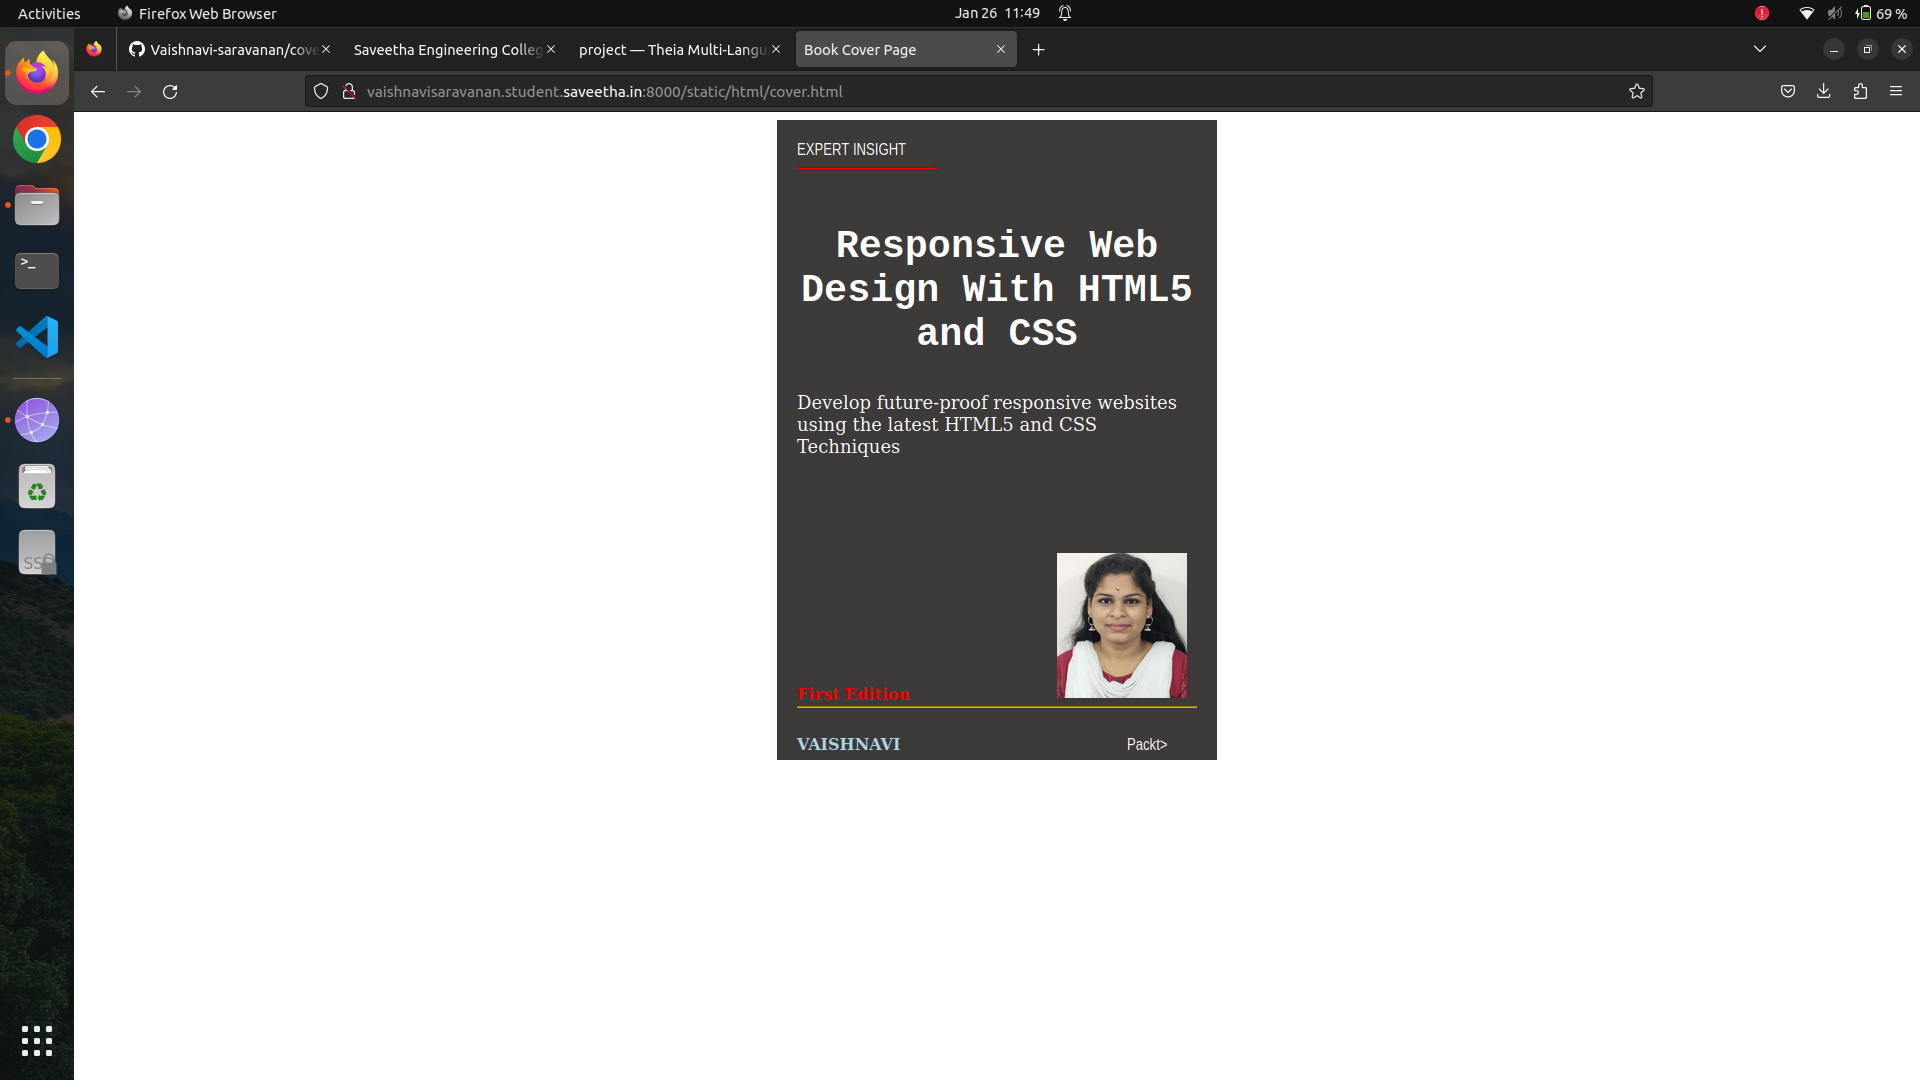 Activities
Firefox Web Browser
Jan 26 11:49
69 %
Vaishnavi-saravanan/cove
Saveetha Engineering Colleg
project — Theia Multi-Langu
Book Cover Page
vaishnavisaravanan.student.saveetha.in:8000/static/html/cover.html
EXPERT INSIGHT
Responsive Web
Design With HTML5
and CSS
Develop future-proof responsive websites
using the latest HTML5 and CSS
Techniques
First Edition
VAISHNAVI
Packt>